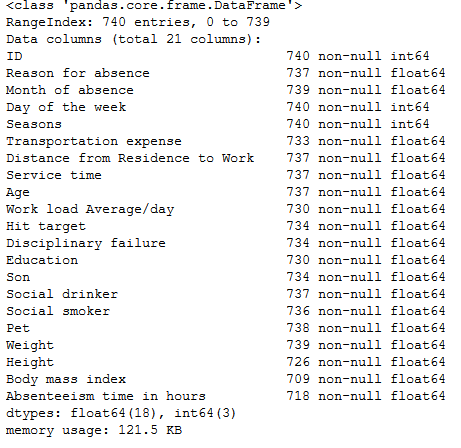 <class 'pandas.core.frame.DataFrame'>
RangeIndex: 740 entries, 0 to 739
Data columns (total 21 columns):
ID                                 740 non-null int64
Reason for absence                 737 non-null float64
Month of absence                   739 non-null float64
Day of the week                    740 non-null int64
Seasons                            740 non-null int64
Transportation expense             733 non-null float64
Distance from Residence to Work    737 non-null float64
Service time                       737 non-null float64
Age                                737 non-null float64
Work load Average/day              730 non-null float64
Hit target                         734 non-null float64
Disciplinary failure               734 non-null float64
Education                          730 non-null float64
Son                                734 non-null float64
Social drinker                     737 non-null float64
Social smoker                      736 non-null float64
Pet                                738 non-null float64
Weight                             739 non-null float64
Height                             726 non-null float64
Body mass index                    709 non-null float64
Absenteeism time in hours          718 non-null float64
dtypes: float64(18), int64(3)
memory usage: 121.5 KB